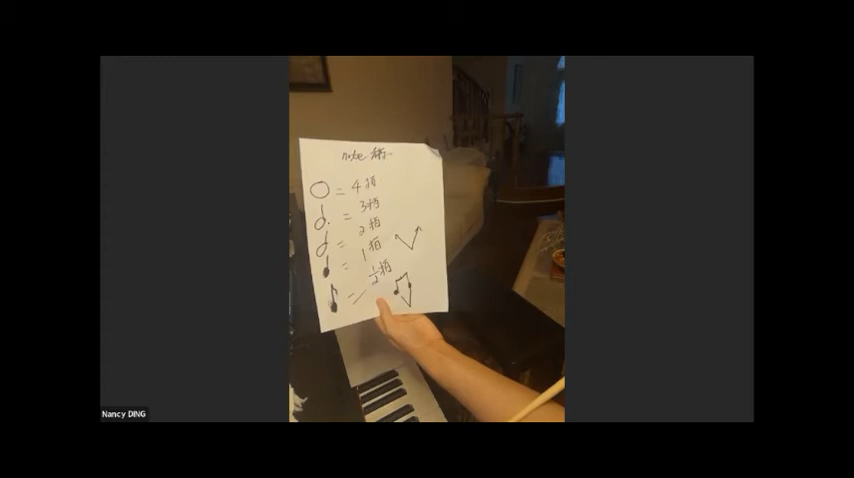 note
= 4拍
= 3拍
= 2拍
= 1拍
= 1/2拍
Nancy DING